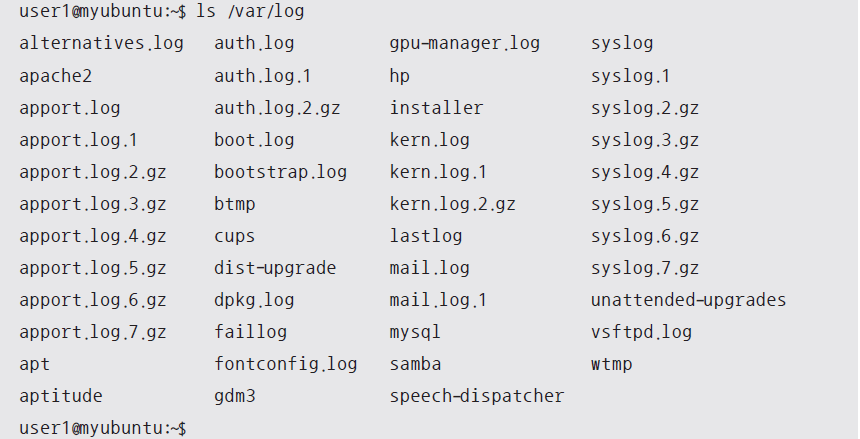 user1@myubuntu:~$ ls /var/log
alternatives.log auth.log gpu-manager.log syslog
apache2 auth.log.1 hp syslog.1
apport.log auth.log.2.gz installer syslog.2.gz
apport.log.1 boot.log kern.log syslog.3.gz
apport.log.2.gz bootstrap.log kern.log.1 syslog.4.gz
apport.log.3.gz btmp kern.log.2.gz syslog.5.gz
apport.log.4.gz cups lastlog syslog.6.gz
apport.log.5.gz dist-upgrade mail.log syslog.7.gz
apport.log.6.gz dpkg.log mail.log.1 unattended-upgrades
apport.log.7.gz faillog mysql vsftpd.log
apt fontconfig.log samba wtmp
aptitude gdm3 speech-dispatcher
user1@myubuntu:~$